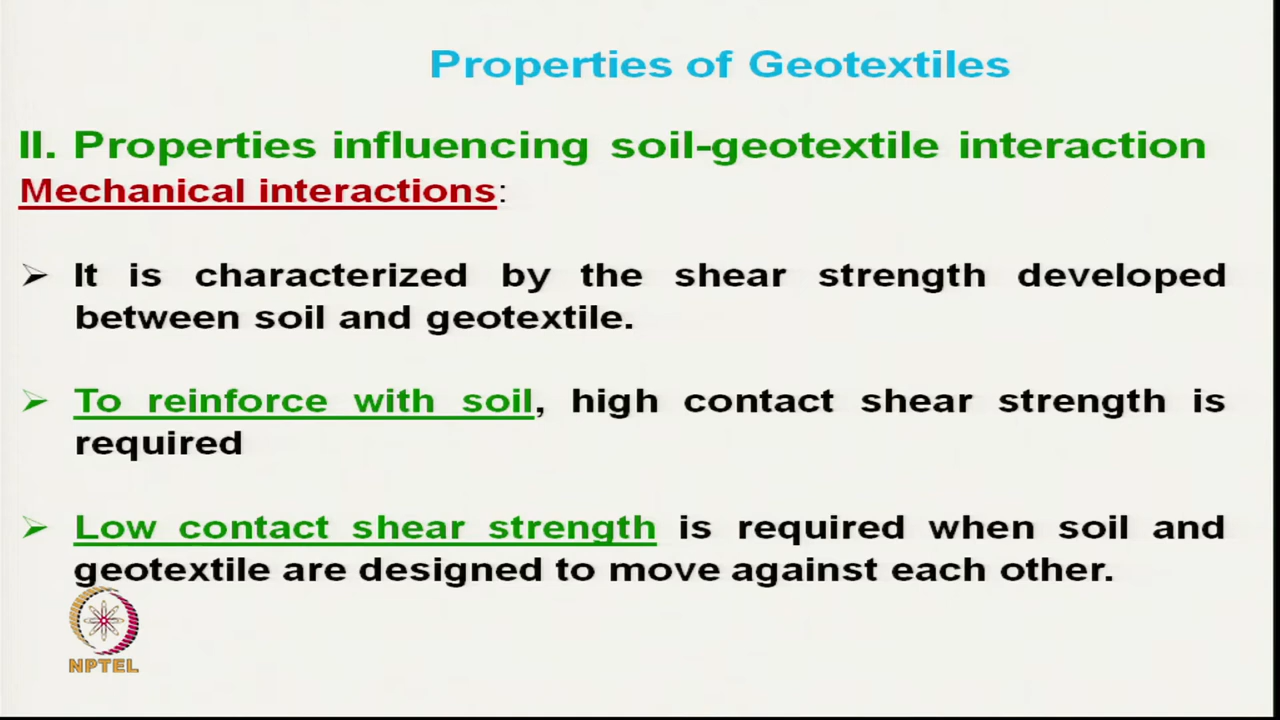 Properties of Geotextiles
II. Properties influencing soil-geotextile interaction
Mechanical interactions:
➢ It is characterized by the shear strength developed
between soil and geotextile.
➢ To reinforce with soil, high contact shear strength is
required
➢ Low contact shear strength is required when soil and
geotextile are designed to move against each other.
NPTEL